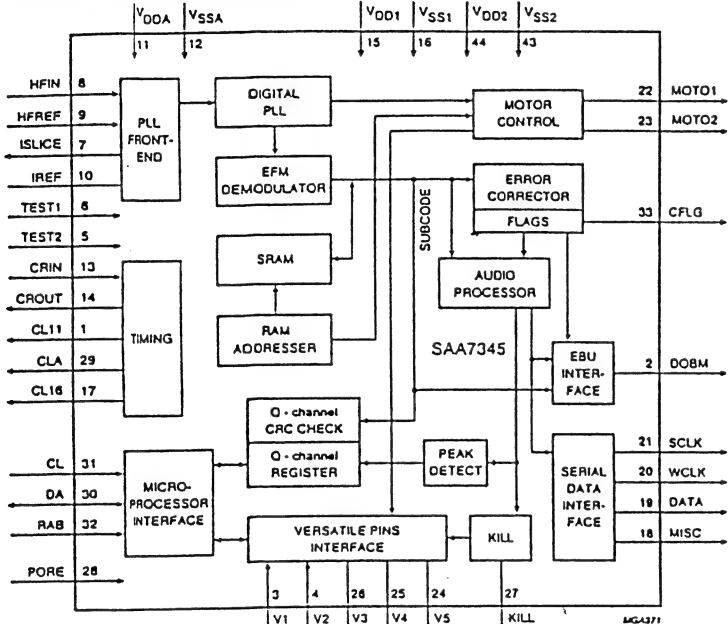 VDDA VSSA VDD1 VSS1 VDD2 VSS2
11 12 15 16 44 43
HFIN 8
HFREF 9
ISLICE 7
IREF 10
TEST1 6
TEST2 5
CRIN 13
CROUT 14
CL11 1
CLA 29
CL16 17
CL 31
DA 30
RAB 32
PORE 28
PLL
FRONT-
END
DIGITAL
PLL
MOTOR
CONTROL
22 MOTO1
23 MOTO2
EFM
DEMODULATOR
SUBCODE
ERROR
CORRECTOR
FLAGS
33 CFLG
SRAM
AUDIO
PROCESSOR
TIMING
RAM
ADDRESSER
SAA7345
EBU
INTER-
FACE
2 DOBM
Q - channel
CRC CHECK
Q - channel
REGISTER
PEAK
DETECT
MICRO-
PROCESSOR
INTERFACE
SERIAL
DATA
INTER-
FACE
21 SCLK
20 WCLK
19 DATA
18 MISC
VERSATILE PINS
INTERFACE
KILL
3 4 26 25 24 27
V1 V2 V3 V4 V5 KILL
MGA371